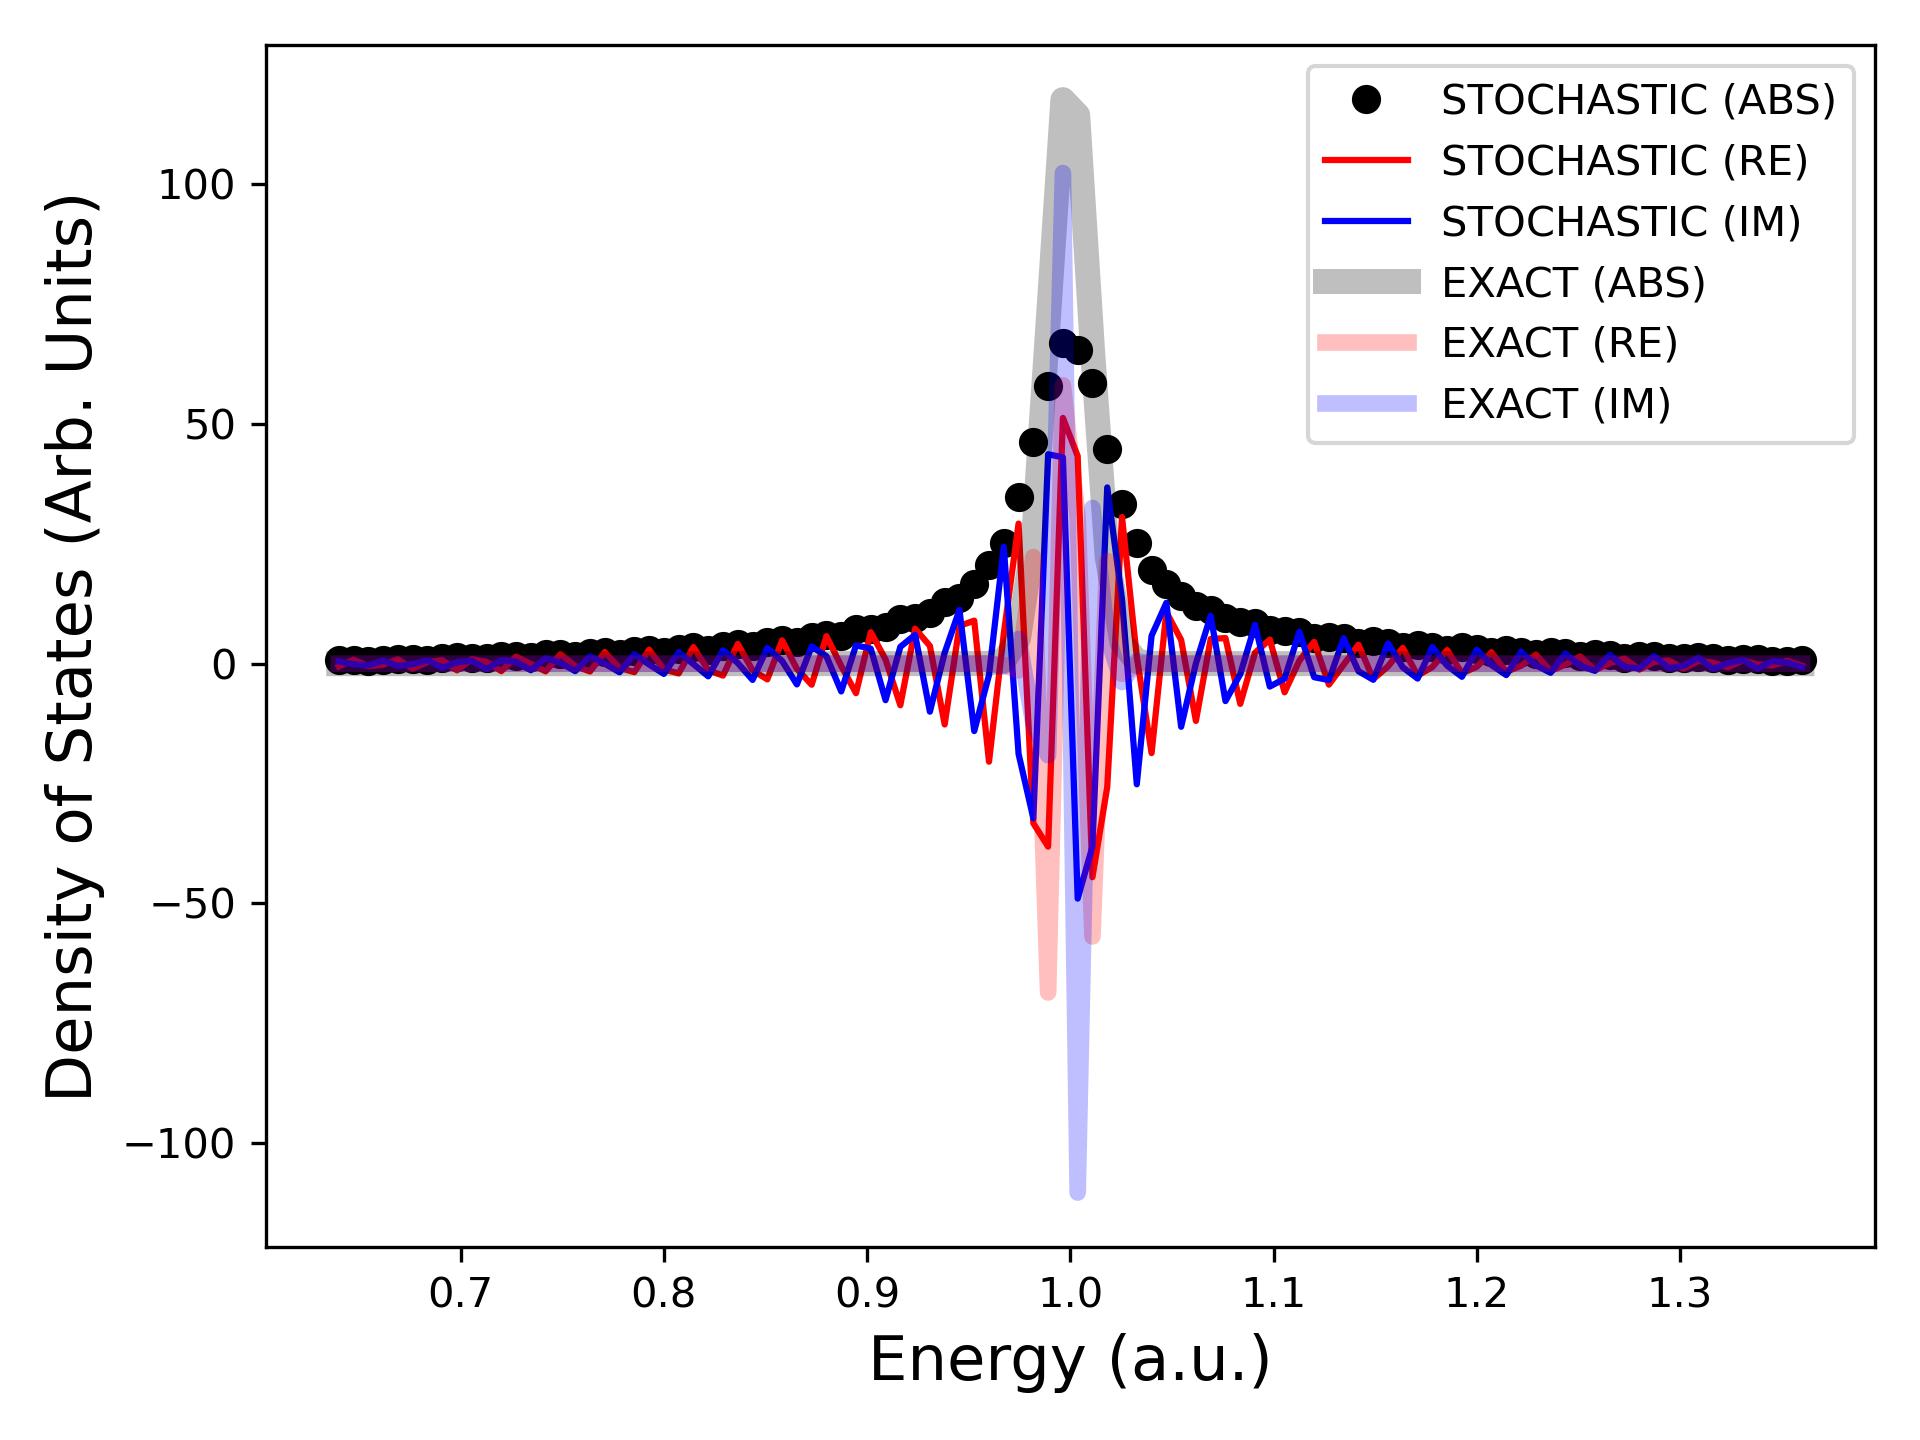 STOCHASTIC (ABS)
STOCHASTIC (RE)
STOCHASTIC (IM)
EXACT (ABS)
EXACT (RE)
EXACT (IM)
Density of States (Arb. Units)
100
50
0
−50
−100
0.7 0.8 0.9 1.0 1.1 1.2 1.3
Energy (a.u.)